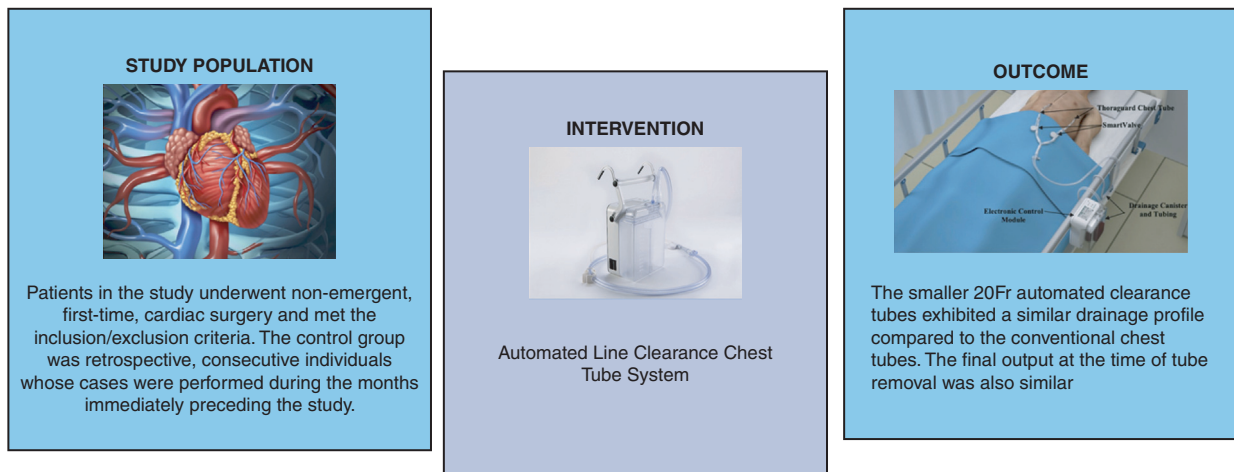 STUDY POPULATION
Patients in the study underwent non-emergent,
first-time, cardiac surgery and met the
inclusion/exclusion criteria. The control group
was retrospective, consecutive individuals
whose cases were performed during the months
immediately preceding the study.
INTERVENTION
Automated Line Clearance Chest
Tube System
OUTCOME
Thoraguard Chest Tube
SmartValve
Electronic Control
Module
Drainage Canister
and Tubing
The smaller 20Fr automated clearance
tubes exhibited a similar drainage profile
compared to the conventional chest
tubes. The final output at the time of tube
removal was also similar